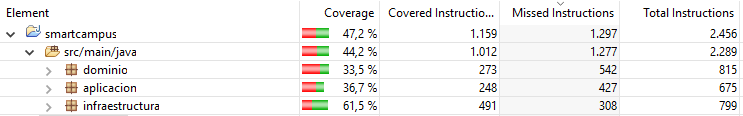 Element Coverage Covered Instructio... Missed Instructions Total Instructions
smartcampus 47,2 % 1.159 1.297 2.456
src/main/java 44,2 % 1.012 1.277 2.289
dominio 33,5 % 273 542 815
aplicacion 36,7 % 248 427 675
infraestructura 61,5 % 491 308 799